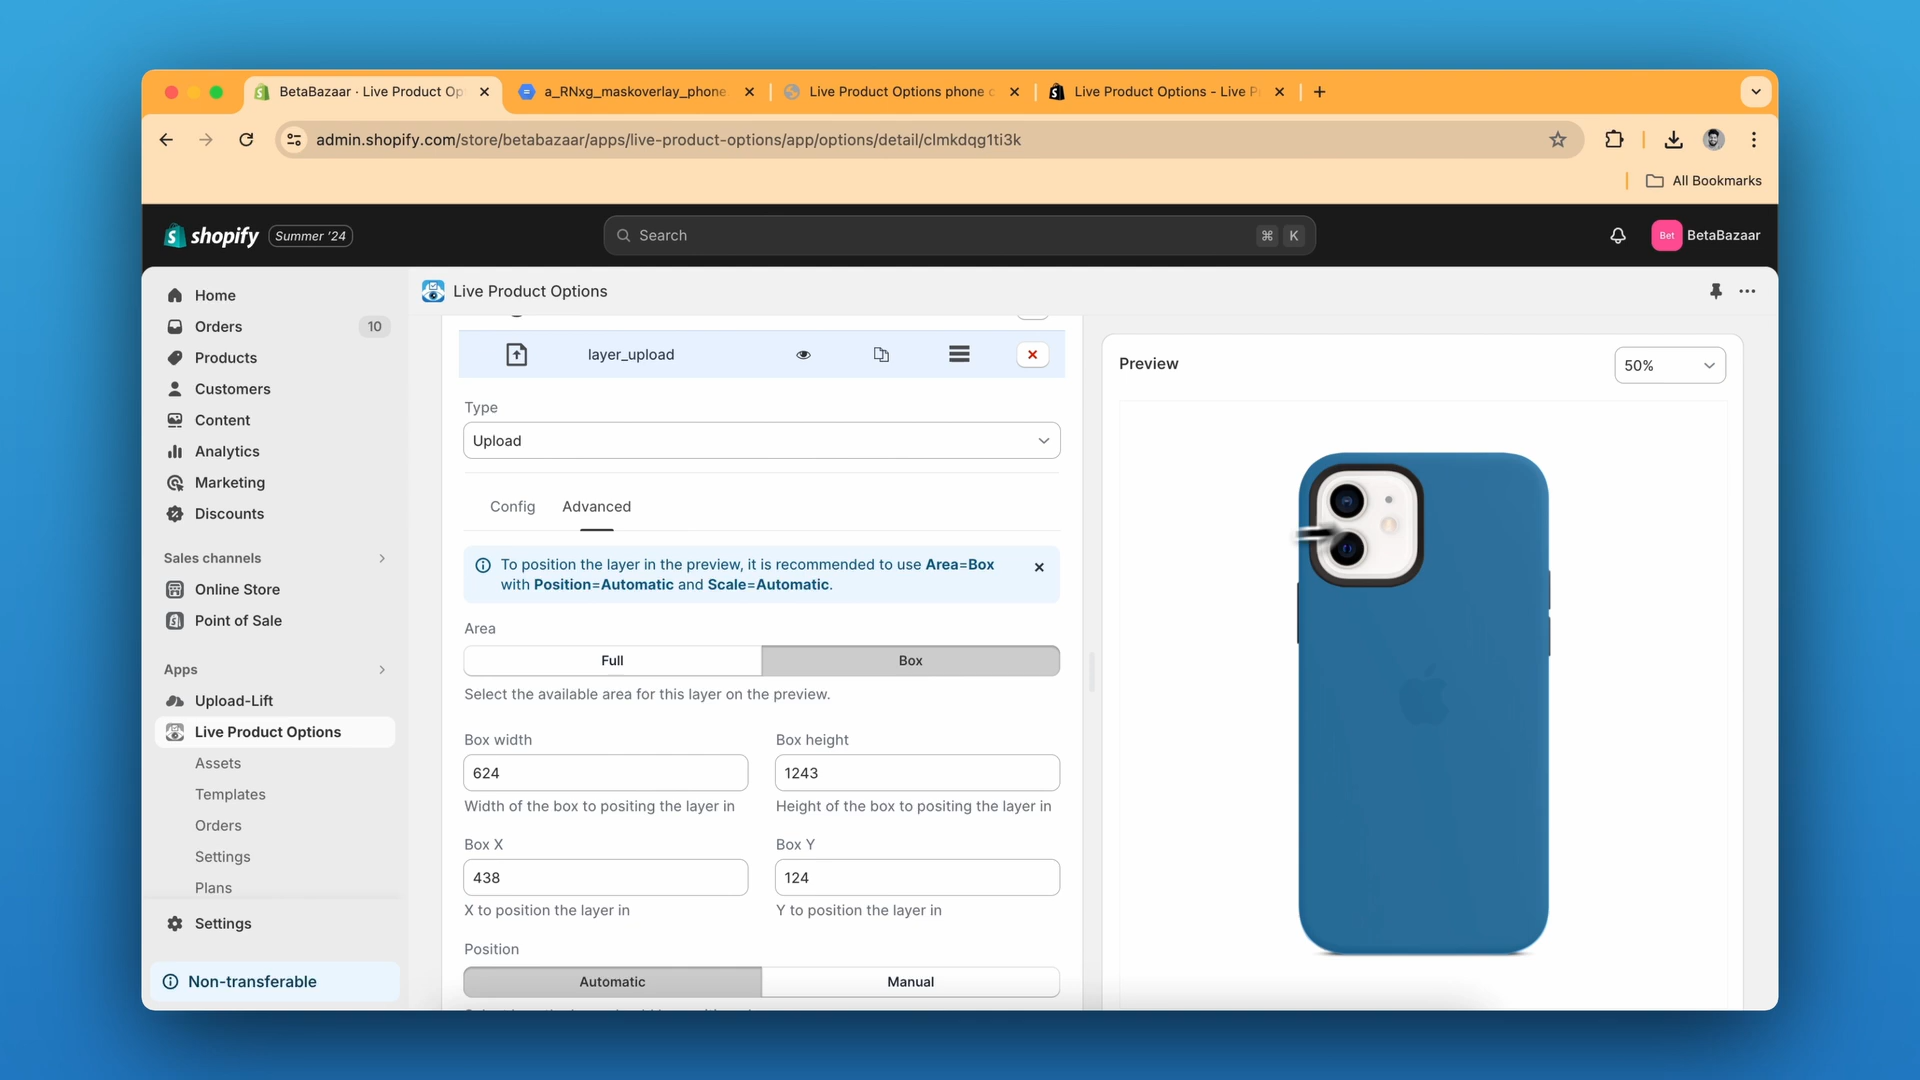 BetaBazaar · Live Product Op
a_RNxg_maskoverlay_phone
Live Product Options phone c
Live Product Options - Live P
admin.shopify.com/store/betabazaar/apps/live-product-options/app/options/detail/clmkdqg1ti3k
All Bookmarks
shopify
Summer '24
Search
⌘ K
Bet
BetaBazaar
Home
Orders
10
Products
Customers
Content
Analytics
Marketing
Discounts
Sales channels
Online Store
Point of Sale
Apps
Upload-Lift
Live Product Options
Assets
Templates
Orders
Settings
Plans
Settings
Non-transferable
Live Product Options
layer_upload
Type
Upload
Config
Advanced
To position the layer in the preview, it is recommended to use Area=Box
with Position=Automatic and Scale=Automatic.
Area
Full
Box
Select the available area for this layer on the preview.
Box width
Box height
624
1243
Width of the box to positing the layer in
Height of the box to positing the layer in
Box X
Box Y
438
124
X to position the layer in
Y to position the layer in
Position
Automatic
Manual
Preview
50%